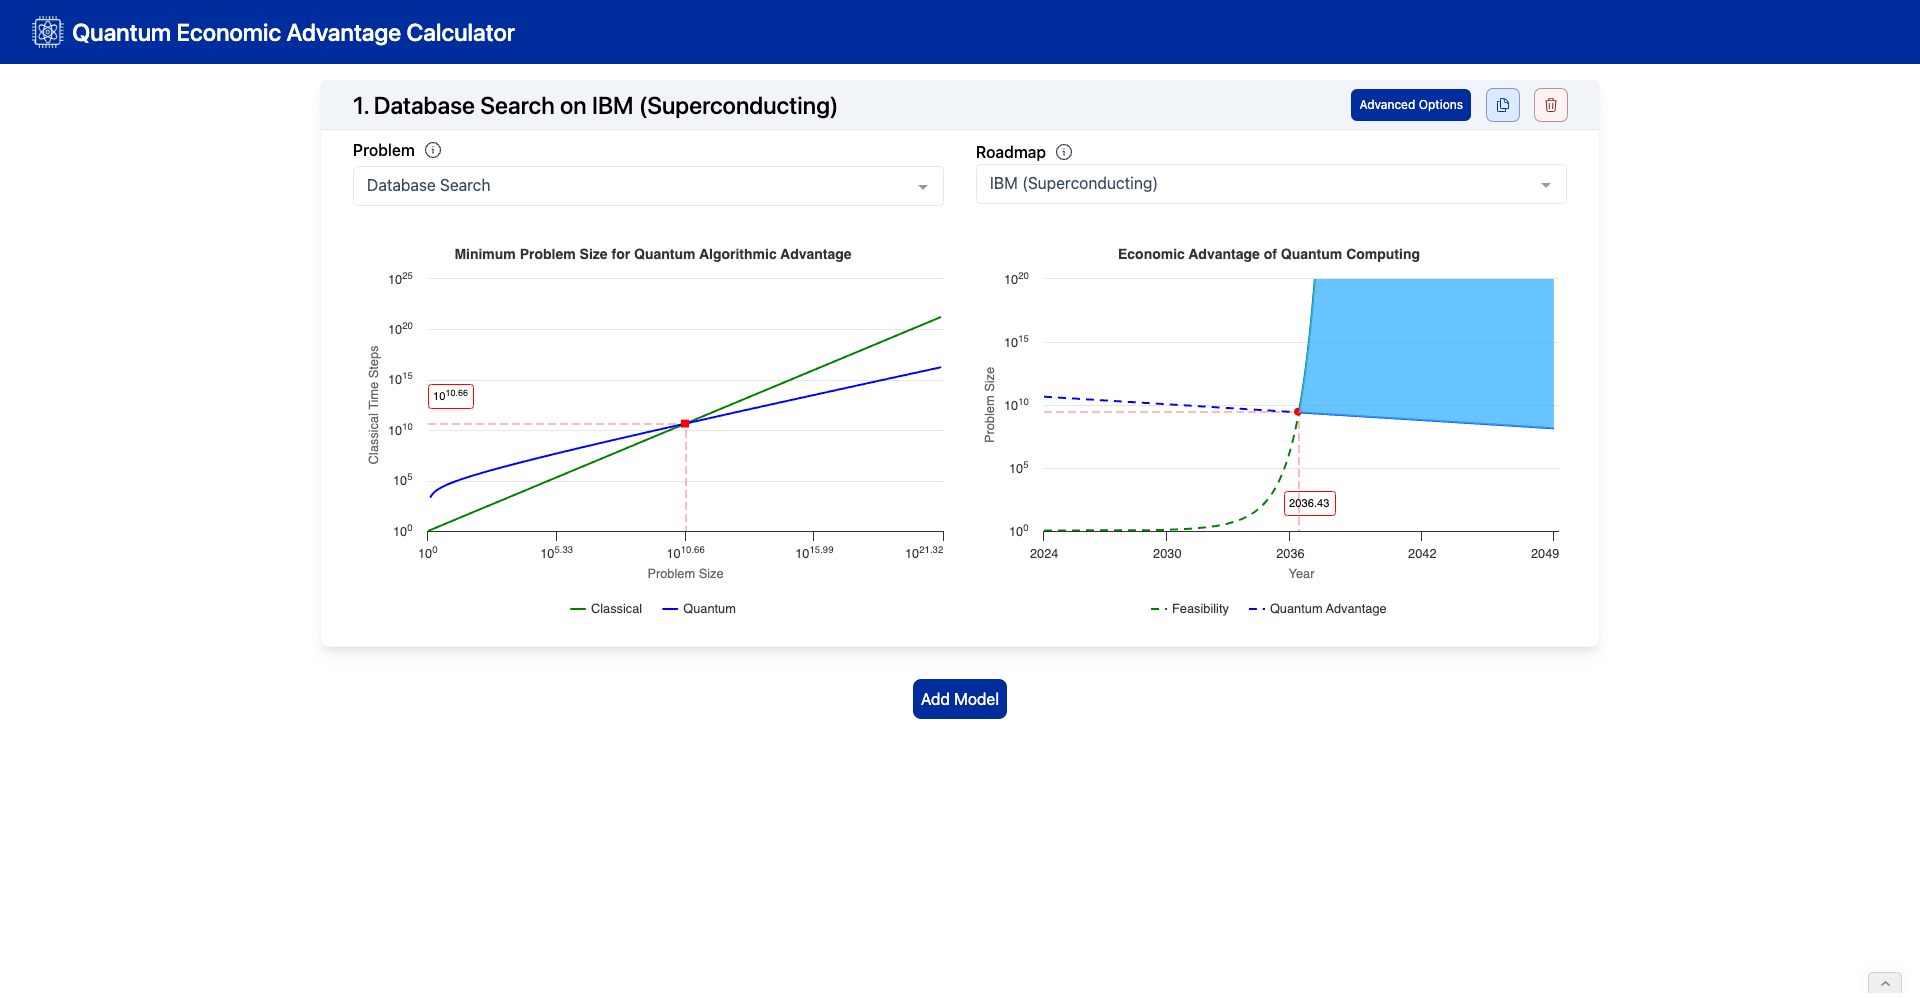 Quantum Economic Advantage Calculator
1. Database Search on IBM (Superconducting)
Advanced Options
Problem
Database Search
Roadmap
IBM (Superconducting)
Minimum Problem Size for Quantum Algorithmic Advantage
10^25
10^20
10^15
10^10
10^5
10^0
Classical Time Steps
10^10.66
10^0
10^5.33
10^10.66
10^15.99
10^21.32
Problem Size
Classical
Quantum
Economic Advantage of Quantum Computing
10^20
10^15
10^10
10^5
10^0
Problem Size
2036.43
2024
2030
2036
2042
2049
Year
Feasibility
Quantum Advantage
Add Model